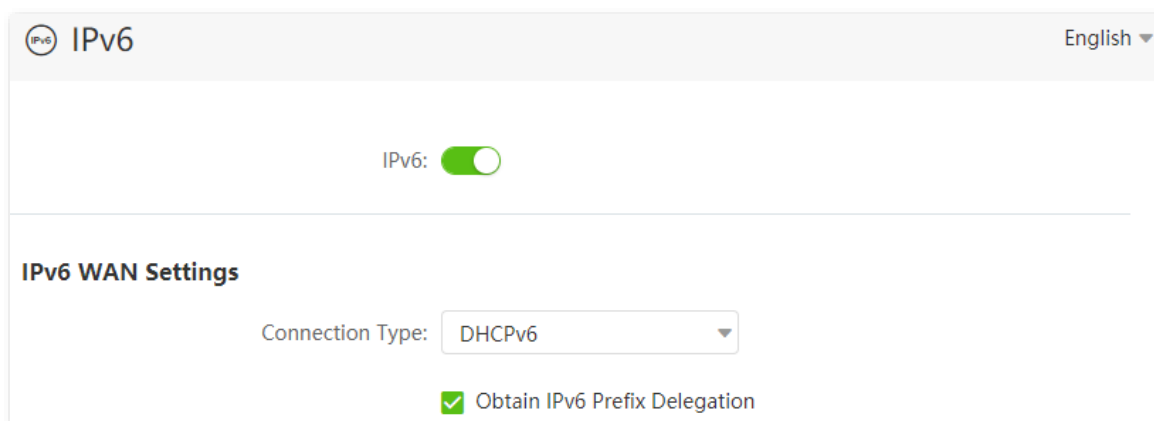 IPv6 IPv6 English
IPv6:
IPv6 WAN Settings
Connection Type: DHCPv6
Obtain IPv6 Prefix Delegation